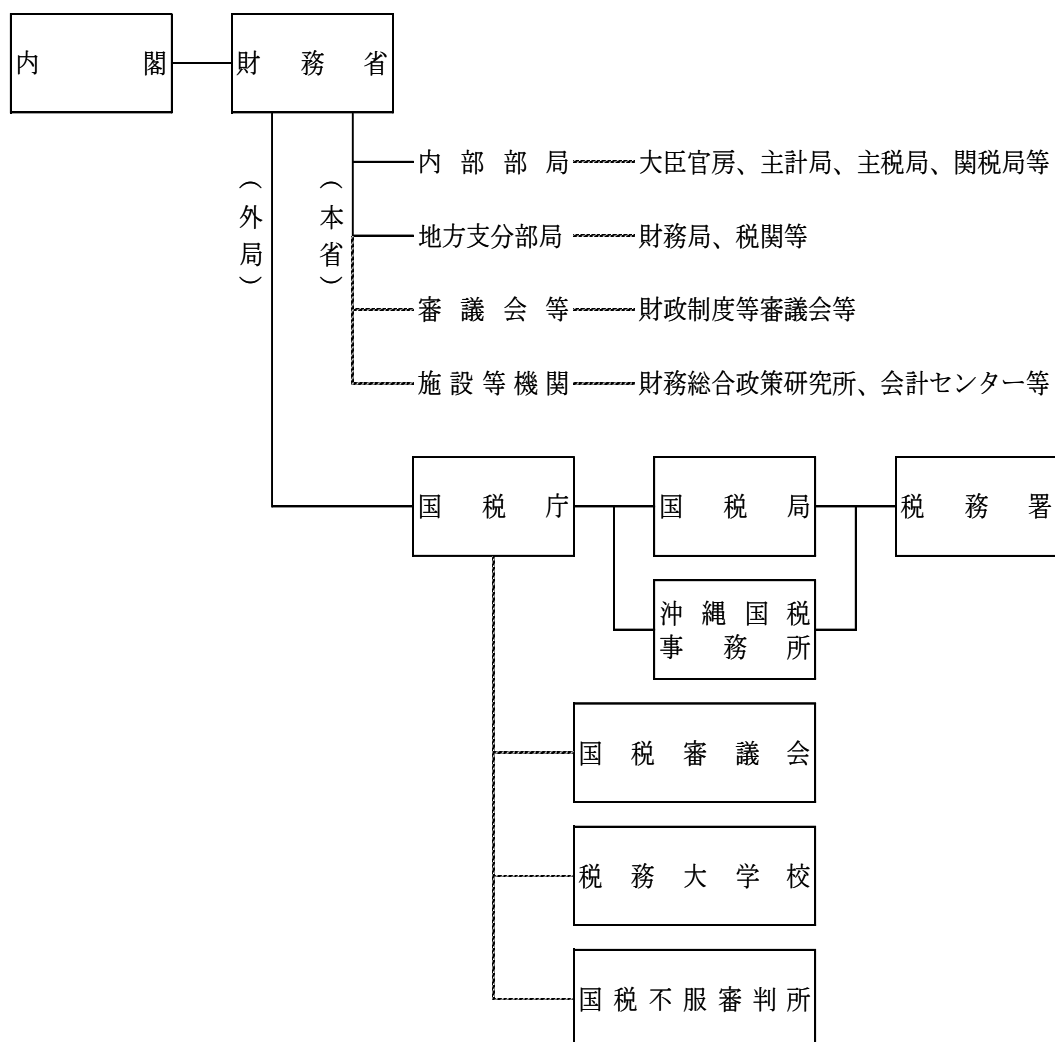 内閣
財務省
内部部局
大臣官房、主計局、主税局、関税局等
(外局)
(本省)
地方支分部局
財務局、税関等
審議会等
財政制度等審議会等
施設等機関
財務総合政策研究所、会計センター等
国税庁
国税局
税務署
沖縄国税
事務所
国税審議会
税務大学校
国税不服審判所